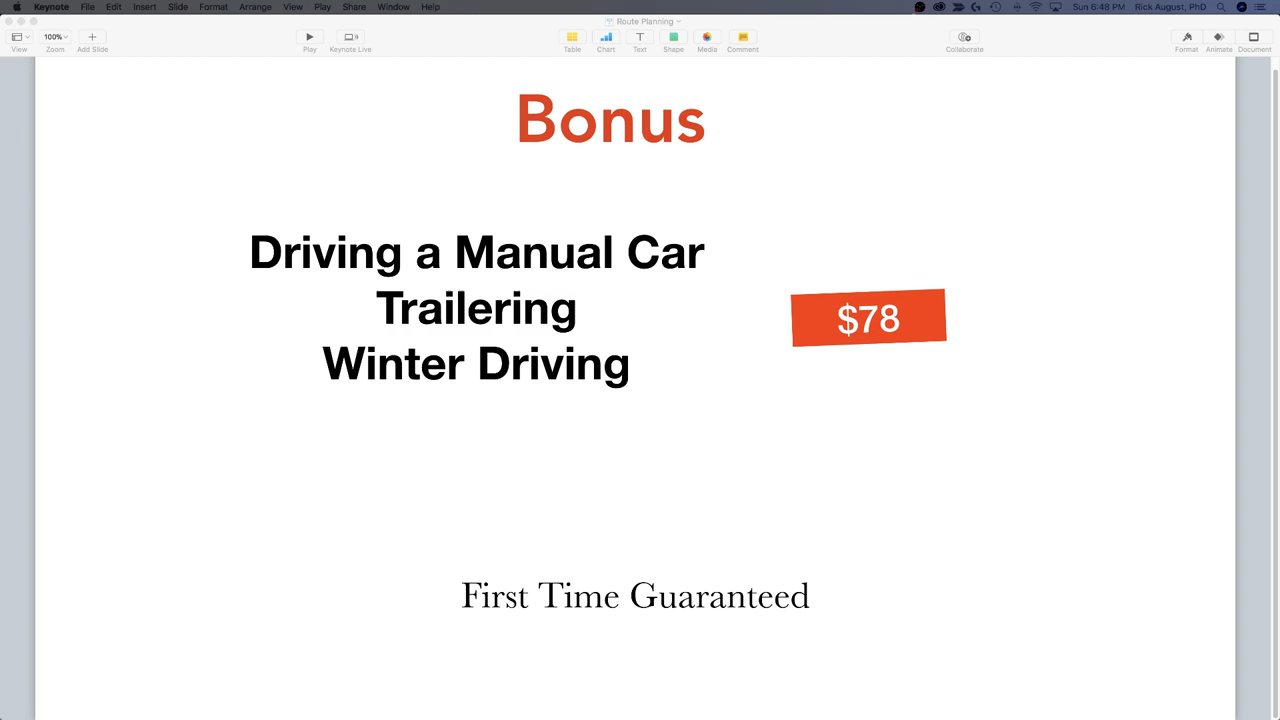 Keynote File Edit Insert Slide Format Arrange View Play Share Window Help Sun 6:48 PM Rick August, PhD
Route Planning
100%
View Zoom Add Slide Play Keynote Live Table Chart Text Shape Media Comment Collaborate Format Animate Document
Bonus
Driving a Manual Car
Trailering
$78
Winter Driving
First Time Guaranteed